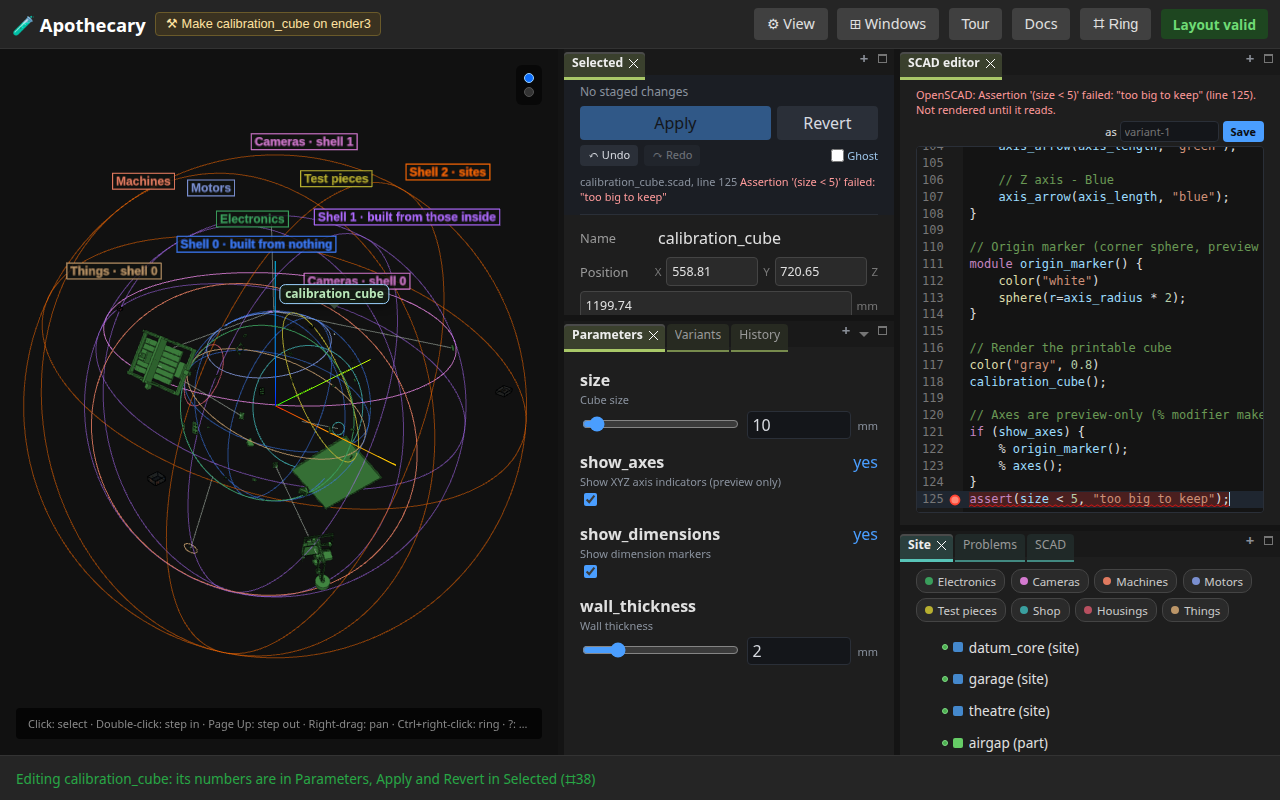 Apothecary
⚒ Make calibration_cube on ender3
⚙ View
⊞ Windows
Tour
Docs
⌗ Ring
Layout valid
Cameras · shell 1
Machines
Motors
Test pieces
Shell 2 · sites
Electronics
Shell 1 · built from those inside
Shell 0 · built from nothing
Things · shell 0
Cameras · shell 0
calibration_cube
Click: select · Double-click: step in · Page Up: step out · Right-drag: pan · Ctrl+right-click: ring · ?: ...
Selected
No staged changes
Apply
Revert
↶ Undo
↷ Redo
Ghost
calibration_cube.scad, line 125 Assertion '(size < 5)' failed:
"too big to keep"
Name
calibration_cube
Position
X
558.81
Y
720.65
Z
1199.74
mm
Parameters
Variants
History
size
Cube size
10
mm
show_axes
yes
Show XYZ axis indicators (preview only)
show_dimensions
yes
Show dimension markers
wall_thickness
Wall thickness
2
mm
SCAD editor
OpenSCAD: Assertion '(size < 5)' failed: "too big to keep" (line 125).
Not rendered until it reads.
as
variant-1
Save
104 axis_arrow(axis_length, "green");
105
106 // Z axis - Blue
107 axis_arrow(axis_length, "blue");
108 }
109
110 // Origin marker (corner sphere, preview
111 module origin_marker() {
112 color("white")
113 sphere(r=axis_radius * 2);
114 }
115
116 // Render the printable cube
117 color("gray", 0.8)
118 calibration_cube();
119
120 // Axes are preview-only (% modifier make
121 if (show_axes) {
122 % origin_marker();
123 % axes();
124 }
125 assert(size < 5, "too big to keep");
Site
Problems
SCAD
Electronics
Cameras
Machines
Motors
Test pieces
Shop
Housings
Things
datum_core (site)
garage (site)
theatre (site)
airgap (part)
Editing calibration_cube: its numbers are in Parameters, Apply and Revert in Selected (⌗38)